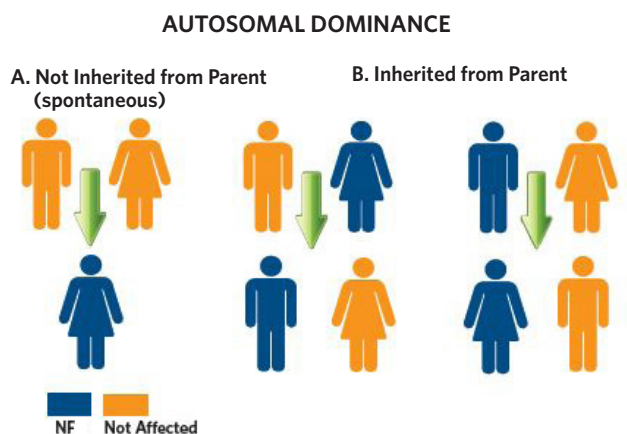 AUTOSOMAL DOMINANCE
A. Not Inherited from Parent
(spontaneous)
B. Inherited from Parent
NF
Not Affected